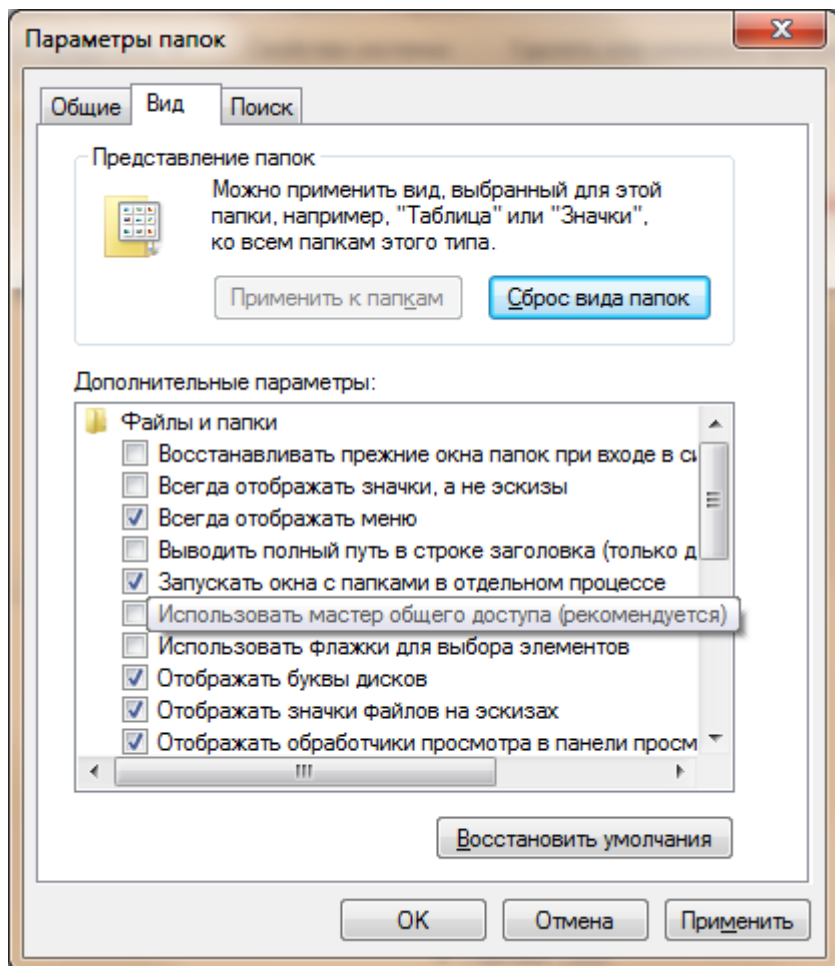 Параметры папок
Общие
Вид
Поиск
Представление папок
Можно применить вид, выбранный для этой
папки, например, "Таблица" или "Значки",
ко всем папкам этого типа.
Применить к папкам
Сброс вида папок
Дополнительные параметры:
Файлы и папки
Восстанавливать прежние окна папок при входе в
Всегда отображать значки, а не эскизы
Всегда отображать меню
Выводить полный путь в строке заголовка (только д
Запускать окна с папками в отдельном процессе
Использовать мастер общего доступа (рекомендуется)
Использовать флажки для выбора элементов
Отображать буквы дисков
Отображать значки файлов на эскизах
Отображать обработчики просмотра в панели просм
Восстановить умолчания
OK
Отмена
Применить